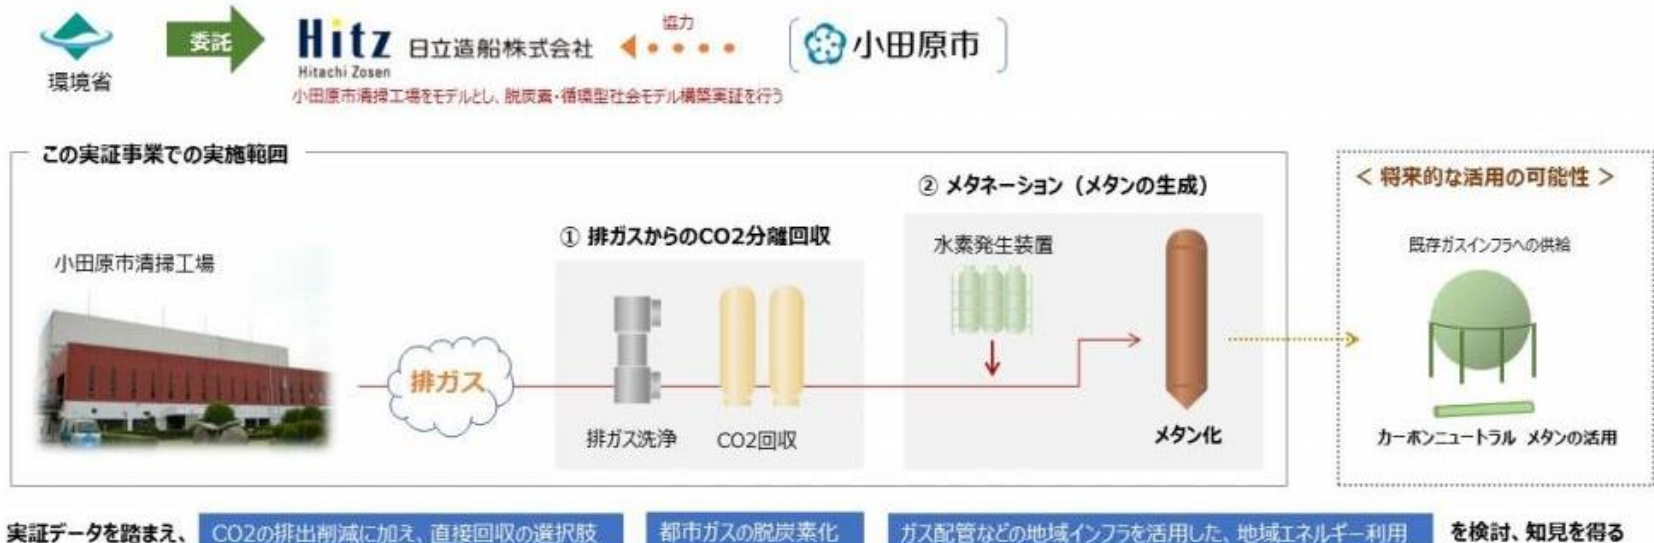 環境省
委託
Hitz 日立造船株式会社
Hitachi Zosen
協力
小田原市
小田原市清掃工場をモデルとし、脱炭素・循環型社会モデル構築実証を行う
この実証事業での実施範囲
小田原市清掃工場
排ガス
① 排ガスからのCO2分離回収
排ガス洗浄
CO2回収
② メタネーション（メタンの生成）
水素発生装置
メタン化
＜ 将来的な活用の可能性 ＞
既存ガスインフラへの供給
カーボンニュートラル メタンの活用
実証データを踏まえ、 CO2の排出削減に加え、直接回収の選択肢 都市ガスの脱炭素化 ガス配管などの地域インフラを活用した、地域エネルギー利用 を検討、知見を得る